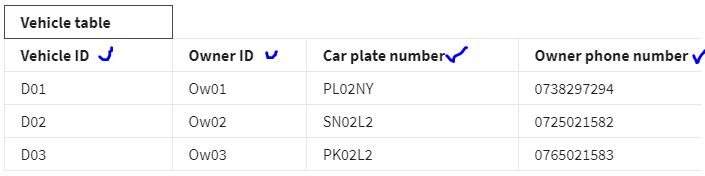 Vehicle table
Vehicle ID Owner ID Car plate number Owner phone number
D01 Ow01 PL02NY 0738297294
D02 Ow02 SN02L2 0725021582
D03 Ow03 PK02L2 0765021583